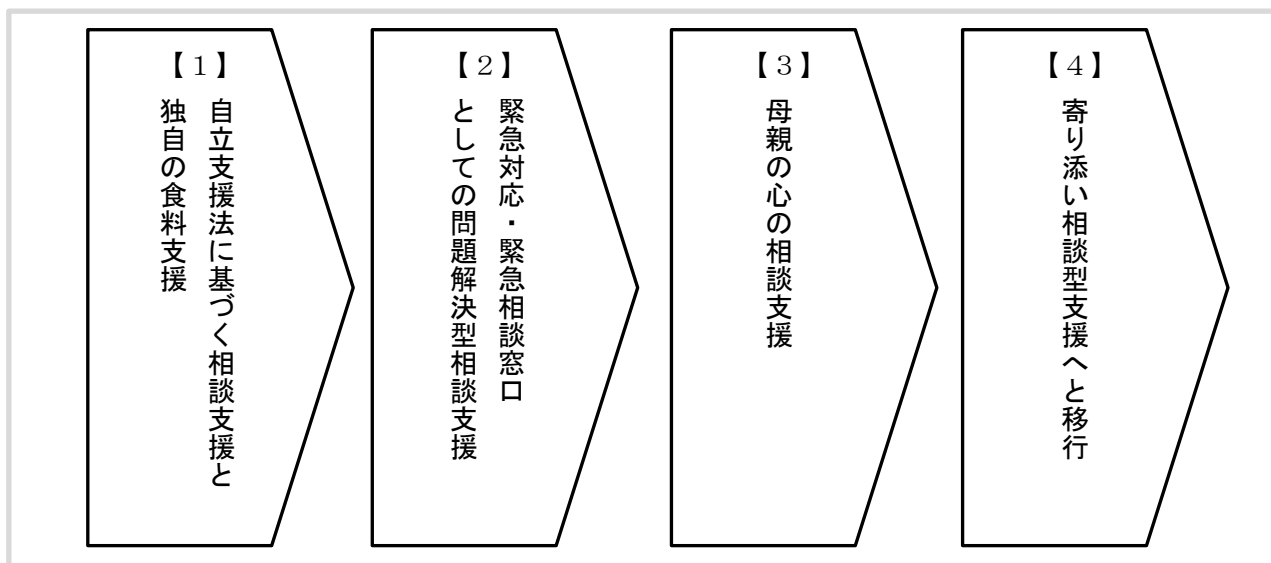 【１】
自立支援法に基づく相談支援と
独自の食料支援
【２】
緊急対応・緊急相談窓口
としての問題解決型相談支援
【３】
母親の心の相談支援
【４】
寄り添い相談型支援へと移行